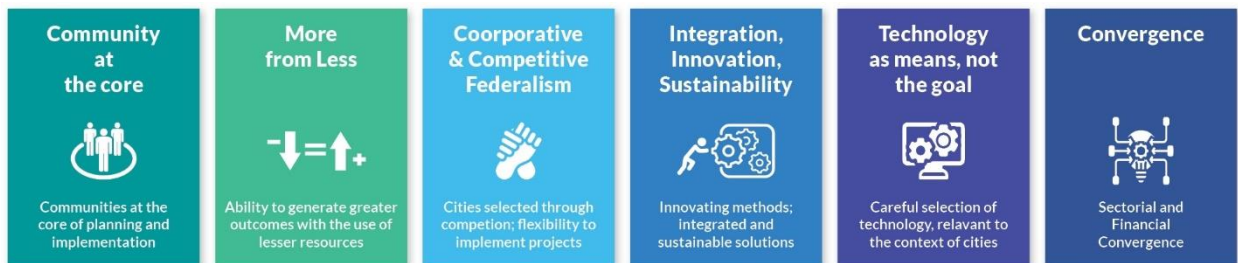 Community
at
the core
Communities at the
core of planning and
implementation
More
from Less
Ability to generate greater
outcomes with the use of
lesser resources
Coorporative
& Competitive
Federalism
Cities selected through
competion; flexibility to
implement projects
Integration,
Innovation,
Sustainability
Innovating methods;
integrated and
sustainable solutions
Technology
as means, not
the goal
Careful selection of
technology, relavant to
the context of cities
Convergence
Sectorial and
Financial
Convergence